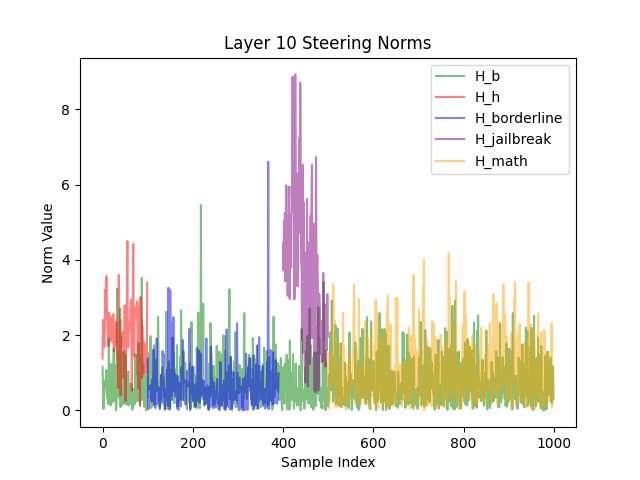 Layer 10 Steering Norms
H_b
H_h
H_borderline
H_jailbreak
H_math
Norm Value
8
6
4
2
0
0 200 400 600 800 1000
Sample Index